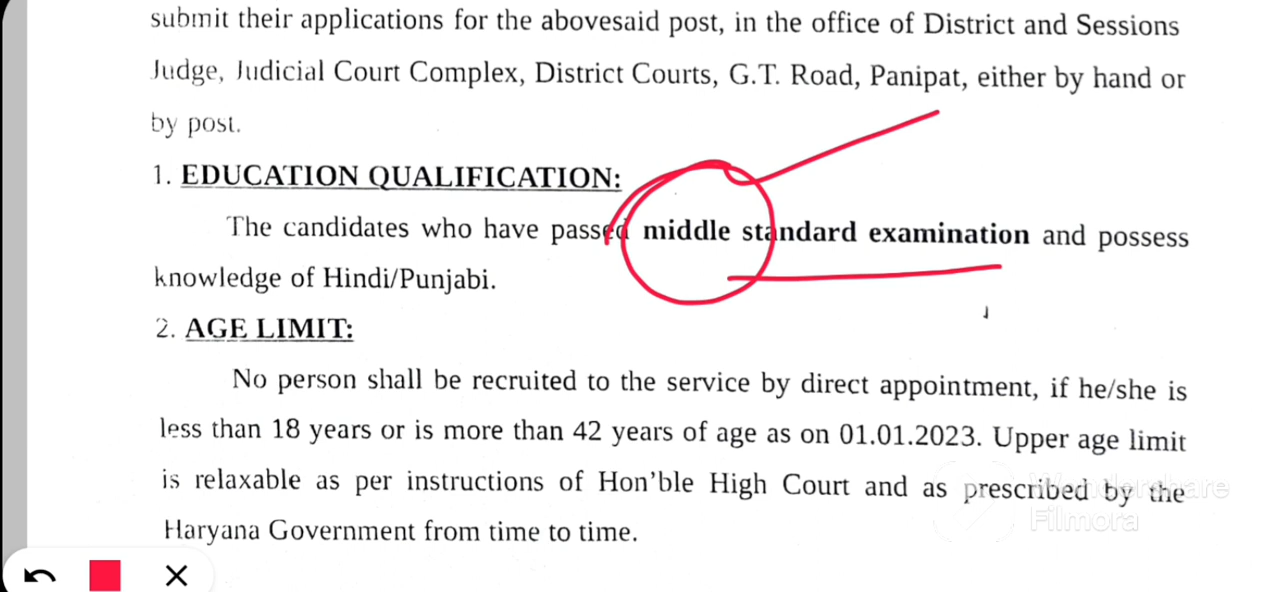 submit their applications for the abovesaid post, in the office of District and Sessions
Judge, Judicial Court Complex, District Courts, G.T. Road, Panipat, either by hand or
by post.
1. EDUCATION QUALIFICATION:
The candidates who have passed middle standard examination and possess
knowledge of Hindi/Punjabi.
2. AGE LIMIT:
No person shall be recruited to the service by direct appointment, if he/she is
less than 18 years or is more than 42 years of age as on 01.01.2023. Upper age limit
is relaxable as per instructions of Hon'ble High Court and as prescribed by the
Haryana Government from time to time.
Wondershare
Filmora